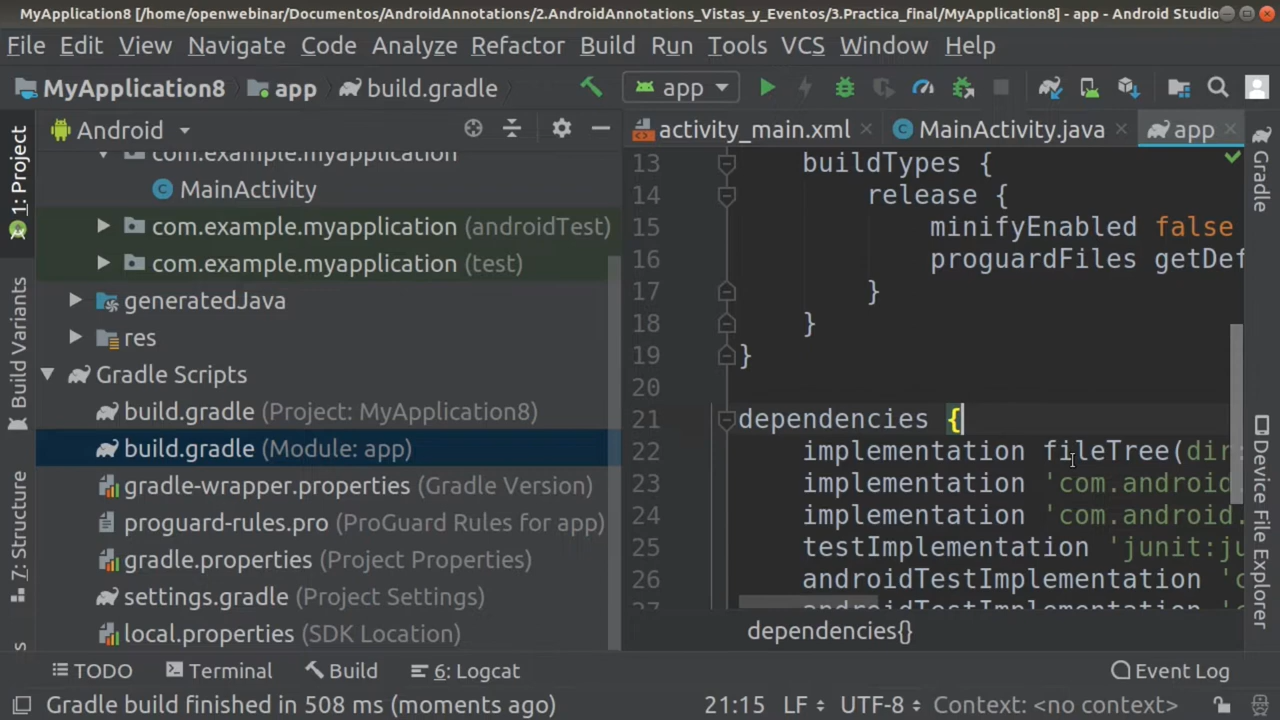 MyApplication8 [/home/openwebinar/Documentos/AndroidAnnotations/2.AndroidAnnotations_Vistas_y_Eventos/3.Practica_final/MyApplication8] - app - Android Studio
File Edit View Navigate Code Analyze Refactor Build Run Tools VCS Window Help
MyApplication8 app build.gradle app
1: Project
Build Variants
7: Structure
Android
com.example.myapplication
MainActivity
com.example.myapplication (androidTest)
com.example.myapplication (test)
generatedJava
res
Gradle Scripts
build.gradle (Project: MyApplication8)
build.gradle (Module: app)
gradle-wrapper.properties (Gradle Version)
proguard-rules.pro (ProGuard Rules for app)
gradle.properties (Project Properties)
settings.gradle (Project Settings)
local.properties (SDK Location)
activity_main.xml MainActivity.java app
13 buildTypes {
14 release {
15 minifyEnabled false
16 proguardFiles getDef
17 }
18 }
19 }
20
21 dependencies {
22 implementation fileTree(dir
23 implementation 'com.android.
24 implementation 'com.android.
25 testImplementation 'junit:ju
26 androidTestImplementation 'c
27 androidTestImplementation
dependencies{}
Gradle
Device File Explorer
TODO Terminal Build 6: Logcat Event Log
Gradle build finished in 508 ms (moments ago) 21:15 LF UTF-8 Context: <no context>